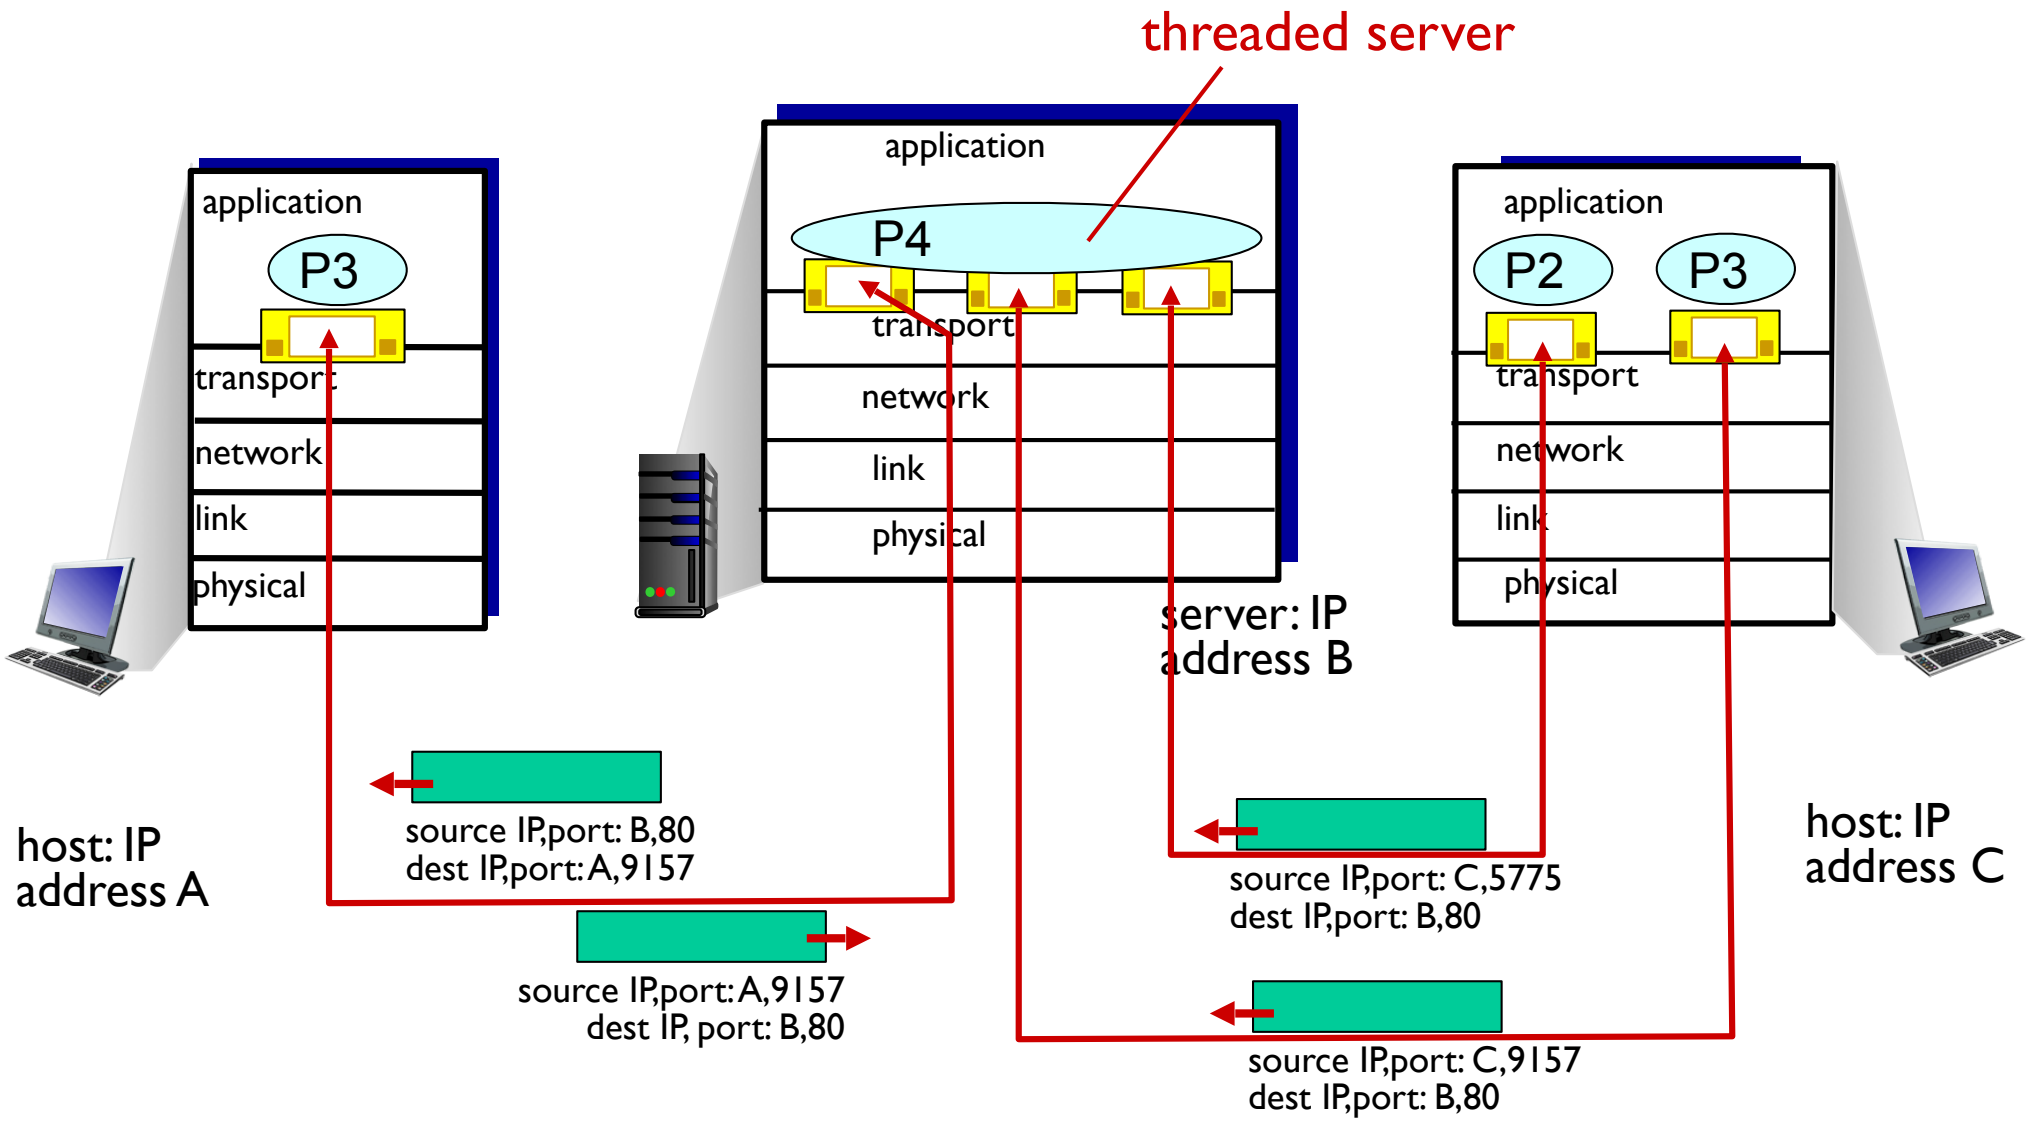 threaded server
application
P3
transport
network
link
physical
application
P4
transport
network
link
physical
application
P2
P3
transport
network
link
physical
server: IP
address B
host: IP
address A
source IP,port: B,80
dest IP,port: A,9157
source IP,port: A,9157
dest IP, port: B,80
source IP,port: C,5775
dest IP,port: B,80
source IP,port: C,9157
dest IP,port: B,80
host: IP
address C